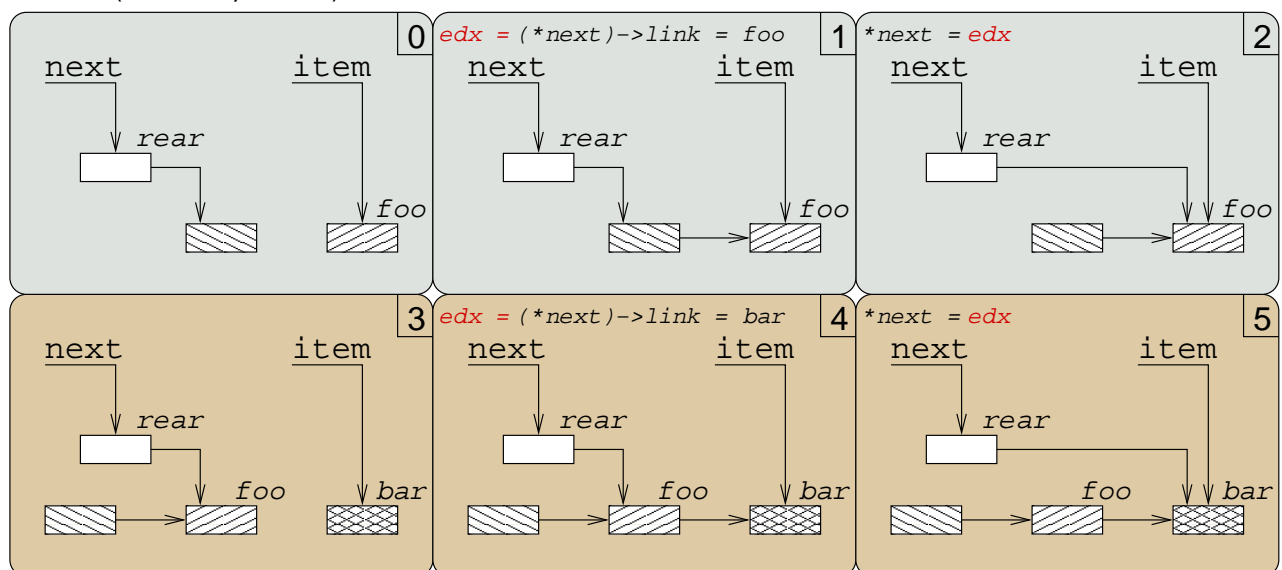 0
next item
rear
foo
edx = (*next)->link = foo 1
next item
rear
foo
*next = edx 2
next item
rear
foo
3
next item
rear
foo bar
edx = (*next)->link = bar 4
next item
rear
foo bar
*next = edx 5
next item
rear
foo bar